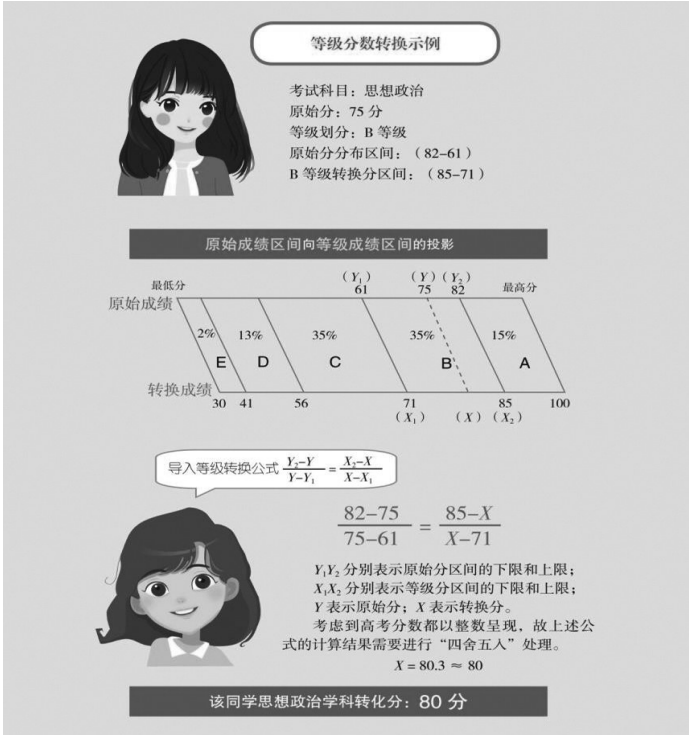 等级分数转换示例
考试科目：思想政治
原始分：75 分
等级划分：B 等级
原始分分布区间：（82–61）
B 等级转换分区间：（85–71）
原始成绩区间向等级成绩区间的投影
（Y₁） （Y）（Y₂）
最低分 61 75 82 最高分
原始成绩
2% 13% 35% 35% 15%
E D C B A
转换成绩
30 41 56 71 85 100
（X₁） （X） （X₂）
导入等级转换公式 Y₂–Y/Y–Y₁ = X₂–X/X–X₁
82–75/75–61 = 85–X/X–71
Y₁Y₂ 分别表示原始分区间的下限和上限；
X₁X₂ 分别表示等级分区间的下限和上限；
Y 表示原始分；X 表示转换分。
考虑到高考分数都以整数呈现，故上述公
式的计算结果需要进行“四舍五入”处理。
X = 80.3 ≈ 80
该同学思想政治学科转化分：80 分